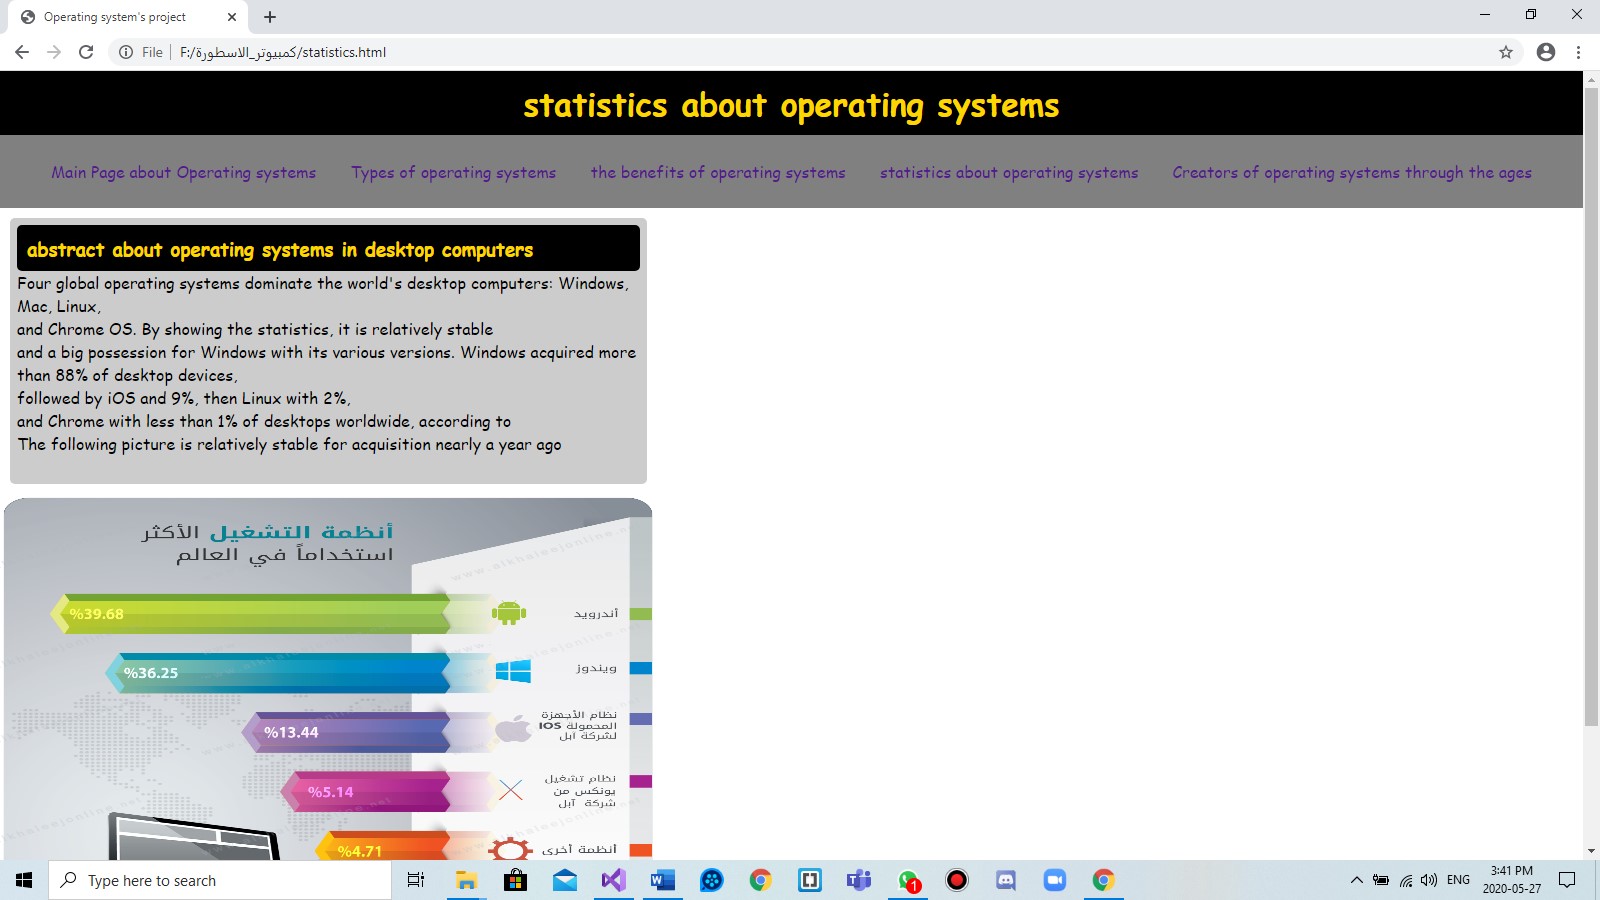 Operating system's project
File
F:/كمبيوتر_الاسطورة/statistics.html
statistics about operating systems
Main Page about Operating systems
Types of operating systems
the benefits of operating systems
statistics about operating systems
Creators of operating systems through the ages
abstract about operating systems in desktop computers
Four global operating systems dominate the world's desktop computers: Windows,
Mac, Linux,
and Chrome OS. By showing the statistics, it is relatively stable
and a big possession for Windows with its various versions. Windows acquired more
than 88% of desktop devices,
followed by iOS and 9%, then Linux with 2%,
and Chrome with less than 1% of desktops worldwide, according to
The following picture is relatively stable for acquisition nearly a year ago
أنظمة التشغيل الأكثر
استخداماً في العالم
%39.68
أندرويد
%36.25
ويندوز
%13.44
نظام الأجهزة
المحمولة IOS
لشركة آبل
%5.14
نظام تشغيل
يونكس من
شركة آبل
%4.71
أنظمة أخرى
www.alkhaleejonline.net
Type here to search
1
ENG
3:41 PM
2020-05-27